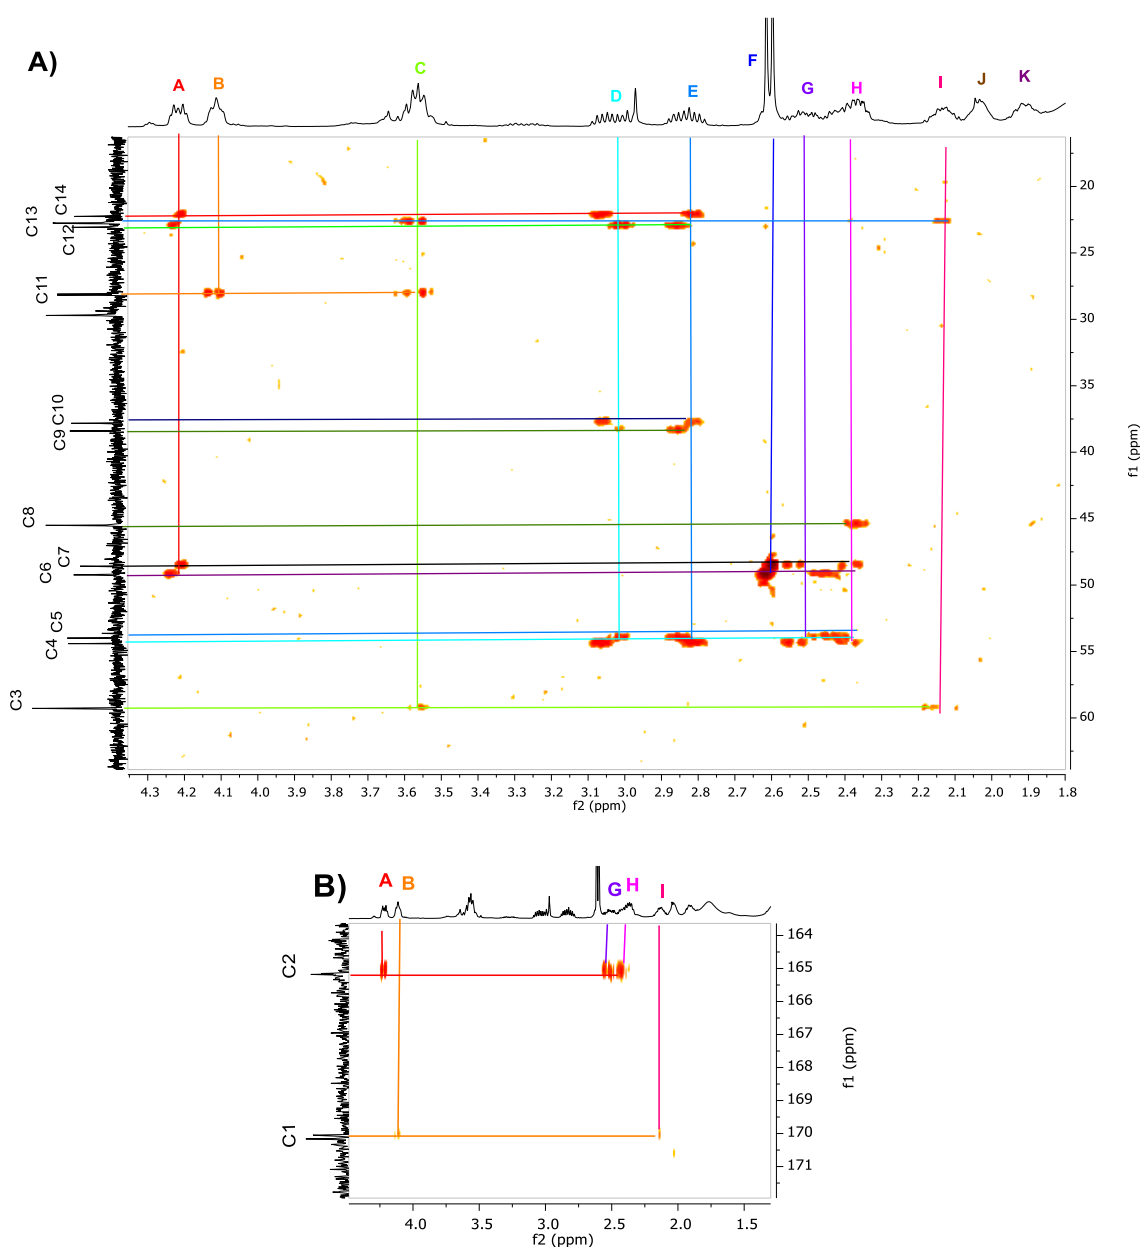 A)
A B C D E F G H I J K
C14
C13
C12
C11
C10
C9
C8
C7
C6
C5
C4
C3
20
25
30
35
40
45
50
55
60
f1 (ppm)
4.3 4.2 4.1 4.0 3.9 3.8 3.7 3.6 3.5 3.4 3.3 3.2 3.1 3.0 2.9 2.8 2.7 2.6 2.5 2.4 2.3 2.2 2.1 2.0 1.9 1.8
f2 (ppm)
B)
A B G H I
C2
C1
164
165
166
167
168
169
170
171
f1 (ppm)
4.0 3.5 3.0 2.5 2.0 1.5
f2 (ppm)